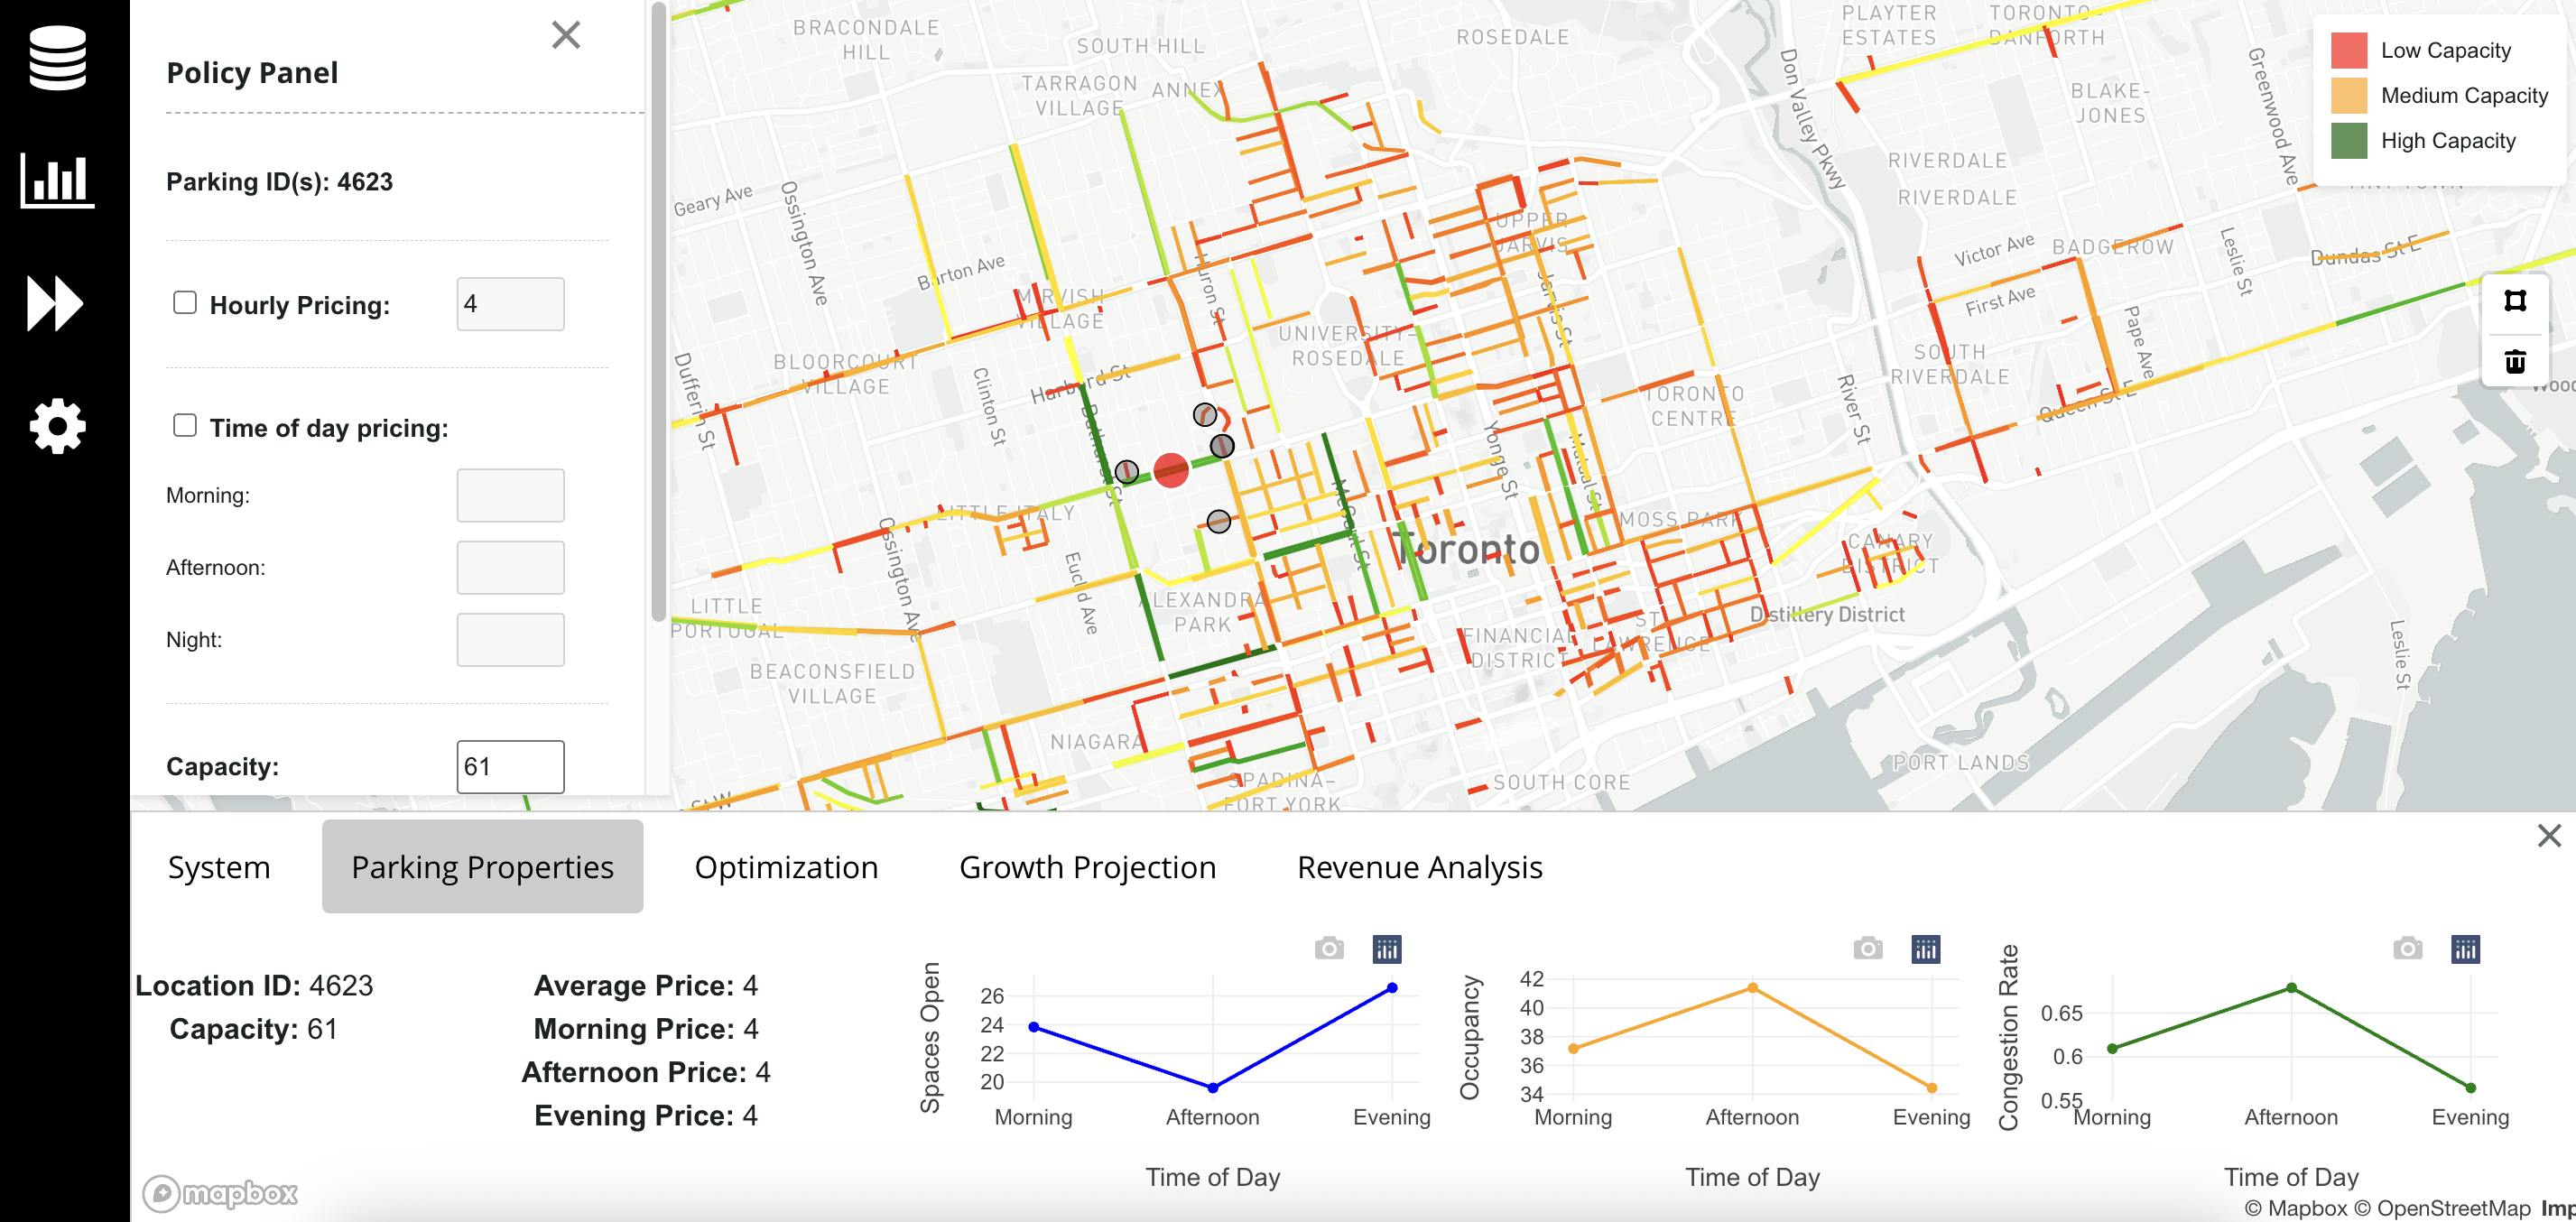 Policy Panel
Parking ID(s): 4623
Hourly Pricing: 4
Time of day pricing:
Morning:
Afternoon:
Night:
Capacity: 61
BRACONDALE
HILL
SOUTH HILL
TARRAGON
VILLAGE
ANNEX
ROSEDALE
PLAYTER
ESTATES
TORONTO-
DANFORTH
BLAKE-
JONES
Don Valley Pkwy
Greenwood Ave
Low Capacity
Medium Capacity
High Capacity
Geary Ave
Ossington Ave
Burton Ave
Huron St
UPPER
JARVIS
Jarvis St
RIVERDALE
RIVERDALE
Victor Ave
BADGEROW
Leslie St
Dundas St E
First Ave
Pape Ave
MIRVISH
VILLAGE
UNIVERSITY-
ROSEDALE
BLOORCOURT
VILLAGE
Dufferin St
Clinton St
Harbord St
Bathurst St
SOUTH
RIVERDALE
Queen St E
TORONTO
CENTRE
River St
Yonge St
Mutual St
McCaul St
LITTLE ITALY
Ossington Ave
Euclid Ave
MOSS PARK
Toronto
CANARY
DISTRICT
LITTLE
PORTUGAL
ALEXANDRA
PARK
Distillery District
FINANCIAL
DISTRICT
ST
LAWRENCE
BEACONSFIELD
VILLAGE
Leslie St
NIAGARA
SPADINA-
FORT YORK
SOUTH CORE
PORT LANDS
St W
System
Parking Properties
Optimization
Growth Projection
Revenue Analysis
Location ID: 4623
Capacity: 61
Average Price: 4
Morning Price: 4
Afternoon Price: 4
Evening Price: 4
Spaces Open
26
24
22
20
Morning
Afternoon
Evening
Time of Day
Occupancy
42
40
38
36
34
Morning
Afternoon
Evening
Time of Day
Congestion Rate
0.65
0.6
0.55
Morning
Afternoon
Evening
Time of Day
mapbox
© Mapbox © OpenStreetMap Imp